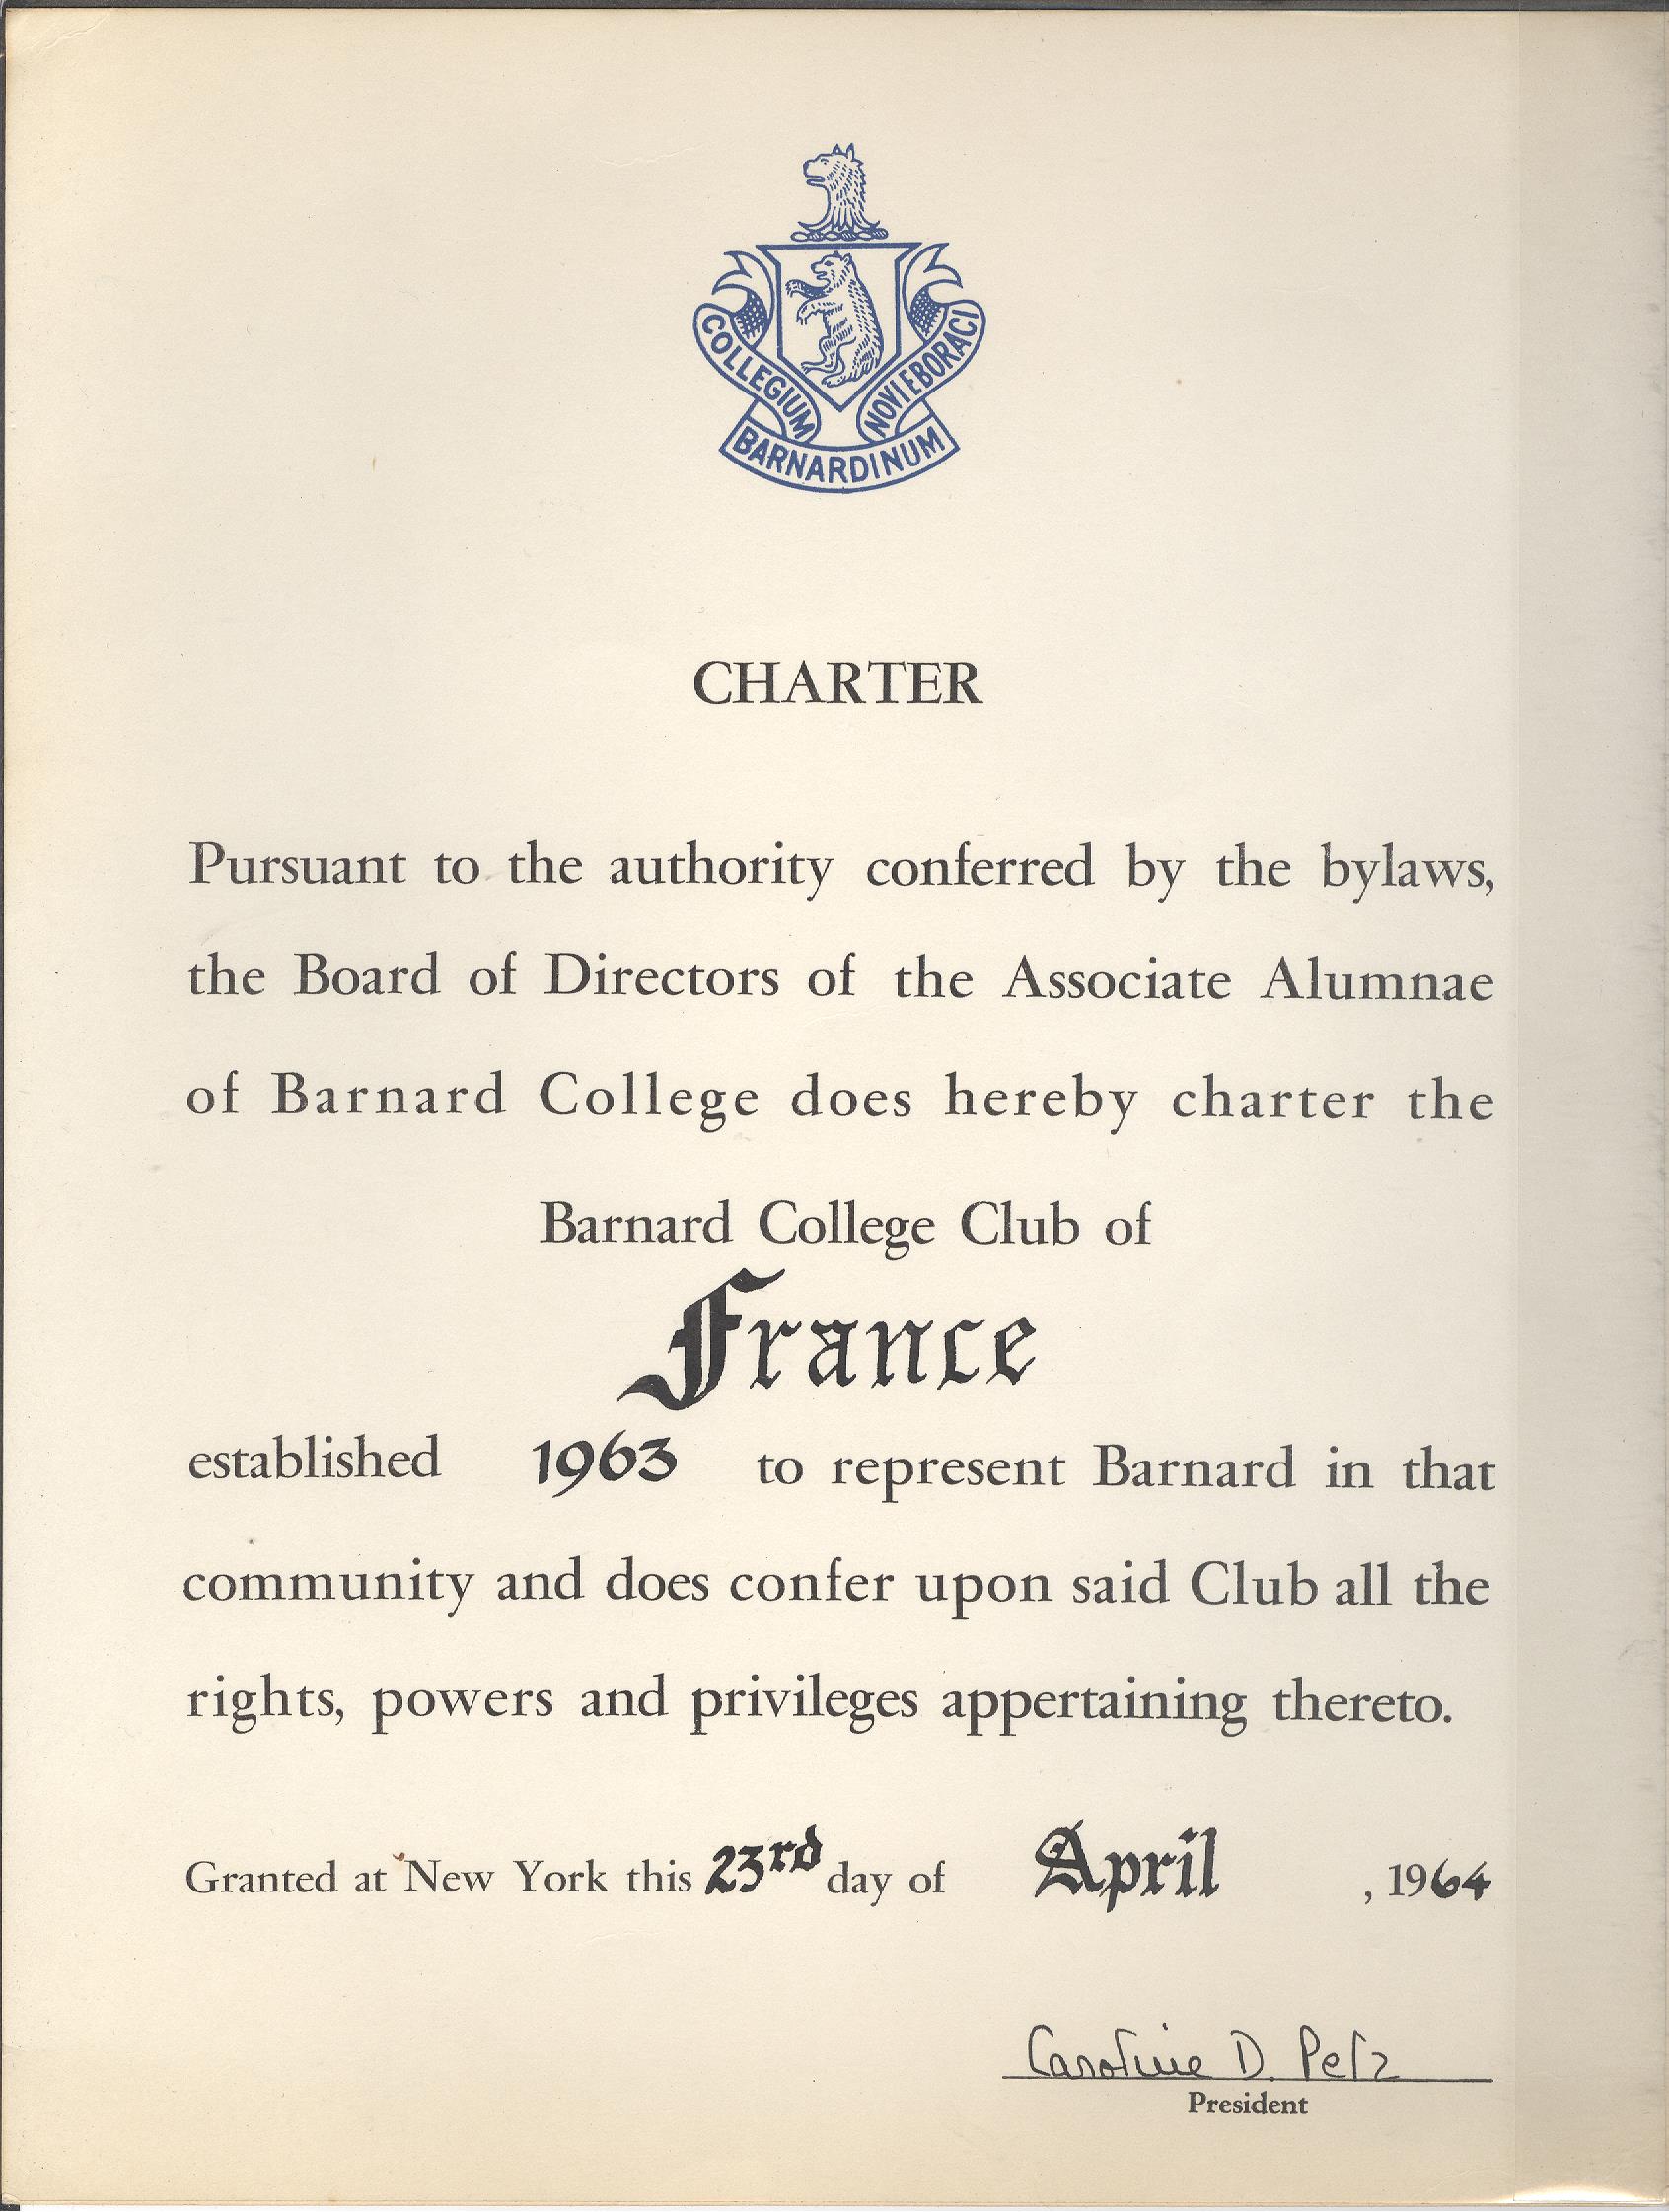 COLLEGIUM
NOVI EBORACI
BARNARDINUM
CHARTER
Pursuant to the authority conferred by the bylaws,
the Board of Directors of the Associate Alumnae
of Barnard College does hereby charter the
Barnard College Club of
France
established 1963 to represent Barnard in that
community and does confer upon said Club all the
rights, powers and privileges appertaining thereto.
Granted at New York this 23rd day of April , 1964
Caroline D. Pelz
President